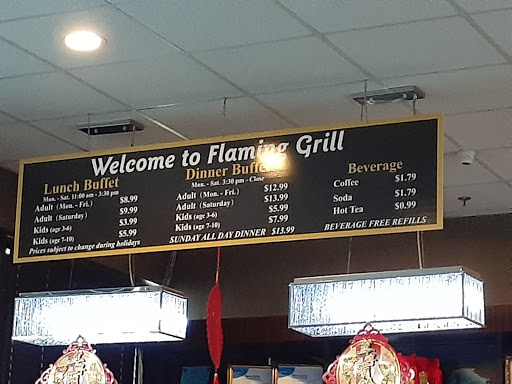 Welcome to Flaming Grill
Lunch Buffet
Mon. - Sat. 11:00 am - 3:30 pm
Adult (Mon. - Fri.) $8.99
Adult (Saturday) $9.99
Kids (age 3-6) $3.99
Kids (age 7-10) $5.99
Prices subject to change during holidays
Dinner Buffet
Mon. - Sat. 3:30 pm - Close
Adult (Mon. - Fri.) $12.99
Adult (Saturday) $13.99
Kids (age 3-6) $5.99
Kids (age 7-10) $7.99
SUNDAY ALL DAY DINNER $13.99
Beverage
Coffee $1.79
Soda $1.79
Hot Tea $0.99
BEVERAGE FREE REFILLS